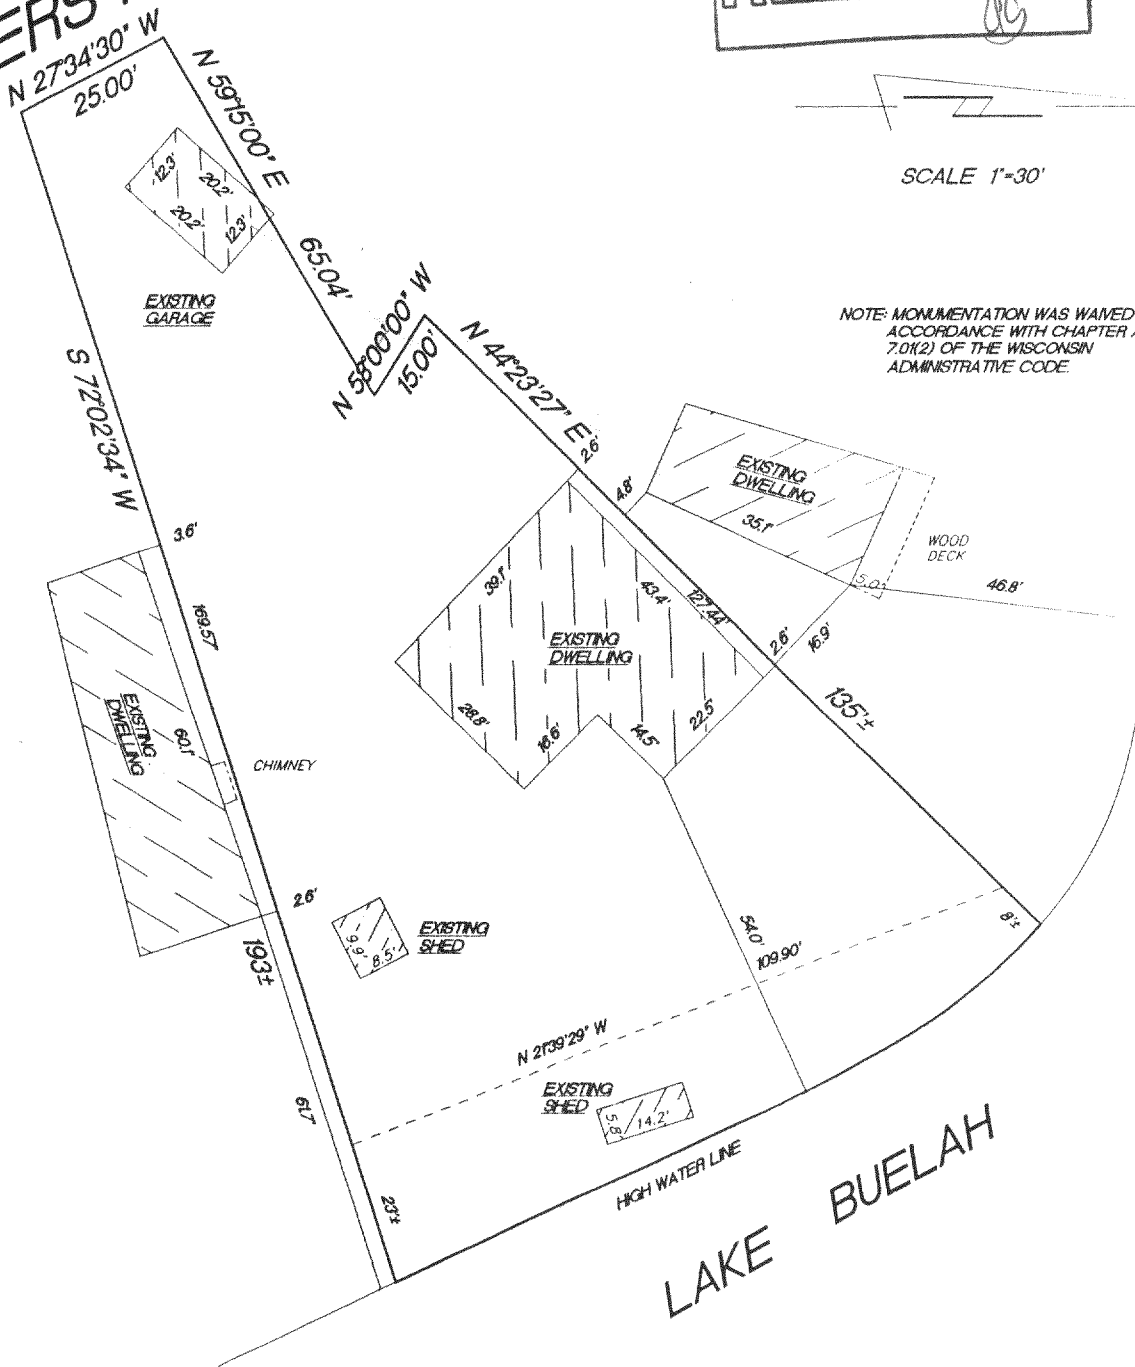 N 27°34'30" W
25.00'
N 59°15'00" E
65.04'
SCALE 1"=30'
12.3'
20.2'
20.2'
12.3'
EXISTING
GARAGE
N 58°00'00" W
15.00'
N 44°23'27" E
NOTE: MONUMENTATION WAS WAIVED
ACCORDANCE WITH CHAPTER
7.01(2) OF THE WISCONSIN
ADMINISTRATIVE CODE.
S 72°02'34" W
2.6'
4.8'
EXISTING
DWELLING
35.1'
WOOD
DECK
5.0'
46.8'
3.6'
169.57'
39.1'
43.4'
127.44'
EXISTING
DWELLING
2.6'
16.9'
135'±
28.8'
16.6'
14.5'
22.5'
EXISTING
DWELLING
60.1'
CHIMNEY
2.6'
193±
EXISTING
SHED
9.9'
8.5'
54.0'
109.90'
8'±
N 21°39'29" W
61.7'
EXISTING
SHED
5.8'
14.2'
23'±
HIGH WATER LINE
LAKE BUELAH